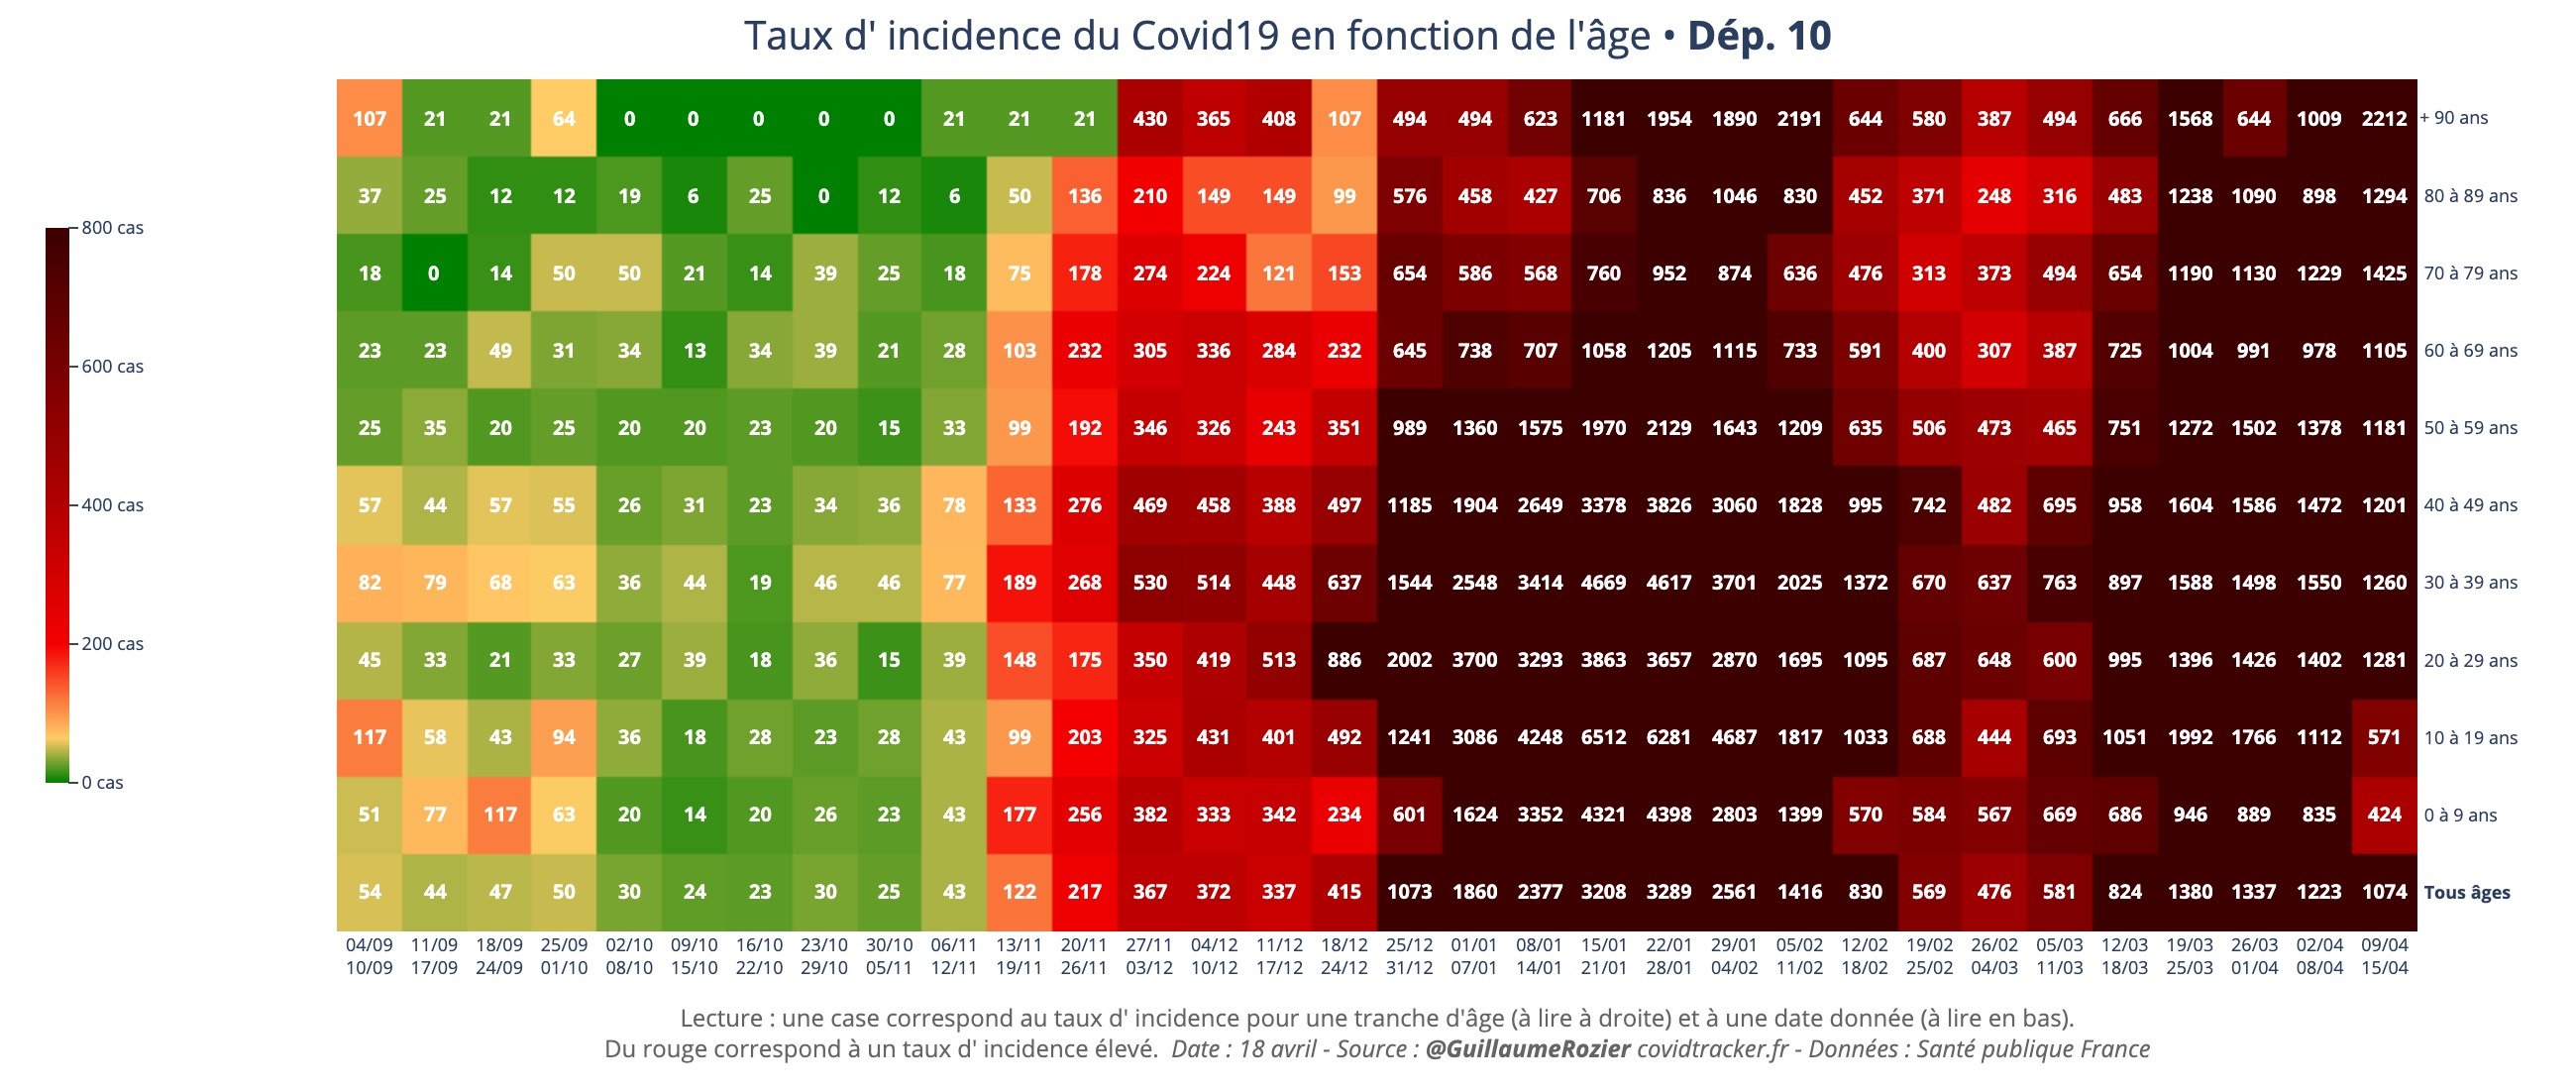 Taux d' incidence du Covid19 en fonction de l'âge • Dép. 10
107 21 21 64 0 0 0 0 0 21 21 21 430 365 408 107 494 494 623 1181 1954 1890 2191 644 580 387 494 666 1568 644 1009 2212 + 90 ans
37 25 12 12 19 6 25 0 12 6 50 136 210 149 149 99 576 458 427 706 836 1046 830 452 371 248 316 483 1238 1090 898 1294 80 à 89 ans
800 cas
18 0 14 50 50 21 14 39 25 18 75 178 274 224 121 153 654 586 568 760 952 874 636 476 313 373 494 654 1190 1130 1229 1425 70 à 79 ans
23 23 49 31 34 13 34 39 21 28 103 232 305 336 284 232 645 738 707 1058 1205 1115 733 591 400 307 387 725 1004 991 978 1105 60 à 69 ans
600 cas
25 35 20 25 20 20 23 20 15 33 99 192 346 326 243 351 989 1360 1575 1970 2129 1643 1209 635 506 473 465 751 1272 1502 1378 1181 50 à 59 ans
57 44 57 55 26 31 23 34 36 78 133 276 469 458 388 497 1185 1904 2649 3378 3826 3060 1828 995 742 482 695 958 1604 1586 1472 1201 40 à 49 ans
400 cas
82 79 68 63 36 44 19 46 46 77 189 268 530 514 448 637 1544 2548 3414 4669 4617 3701 2025 1372 670 637 763 897 1588 1498 1550 1260 30 à 39 ans
200 cas
45 33 21 33 27 39 18 36 15 39 148 175 350 419 513 886 2002 3700 3293 3863 3657 2870 1695 1095 687 648 600 995 1396 1426 1402 1281 20 à 29 ans
117 58 43 94 36 18 28 23 28 43 99 203 325 431 401 492 1241 3086 4248 6512 6281 4687 1817 1033 688 444 693 1051 1992 1766 1112 571 10 à 19 ans
0 cas
51 77 117 63 20 14 20 26 23 43 177 256 382 333 342 234 601 1624 3352 4321 4398 2803 1399 570 584 567 669 686 946 889 835 424 0 à 9 ans
54 44 47 50 30 24 23 30 25 43 122 217 367 372 337 415 1073 1860 2377 3208 3289 2561 1416 830 569 476 581 824 1380 1337 1223 1074 Tous âges
04/09 11/09 18/09 25/09 02/10 09/10 16/10 23/10 30/10 06/11 13/11 20/11 27/11 04/12 11/12 18/12 25/12 01/01 08/01 15/01 22/01 29/01 05/02 12/02 19/02 26/02 05/03 12/03 19/03 26/03 02/04 09/04
10/09 17/09 24/09 01/10 08/10 15/10 22/10 29/10 05/11 12/11 19/11 26/11 03/12 10/12 17/12 24/12 31/12 07/01 14/01 21/01 28/01 04/02 11/02 18/02 25/02 04/03 11/03 18/03 25/03 01/04 08/04 15/04
Lecture : une case correspond au taux d' incidence pour une tranche d'âge (à lire à droite) et à une date donnée (à lire en bas).
Du rouge correspond à un taux d' incidence élevé. Date : 18 avril - Source : @GuillaumeRozier covidtracker.fr - Données : Santé publique France